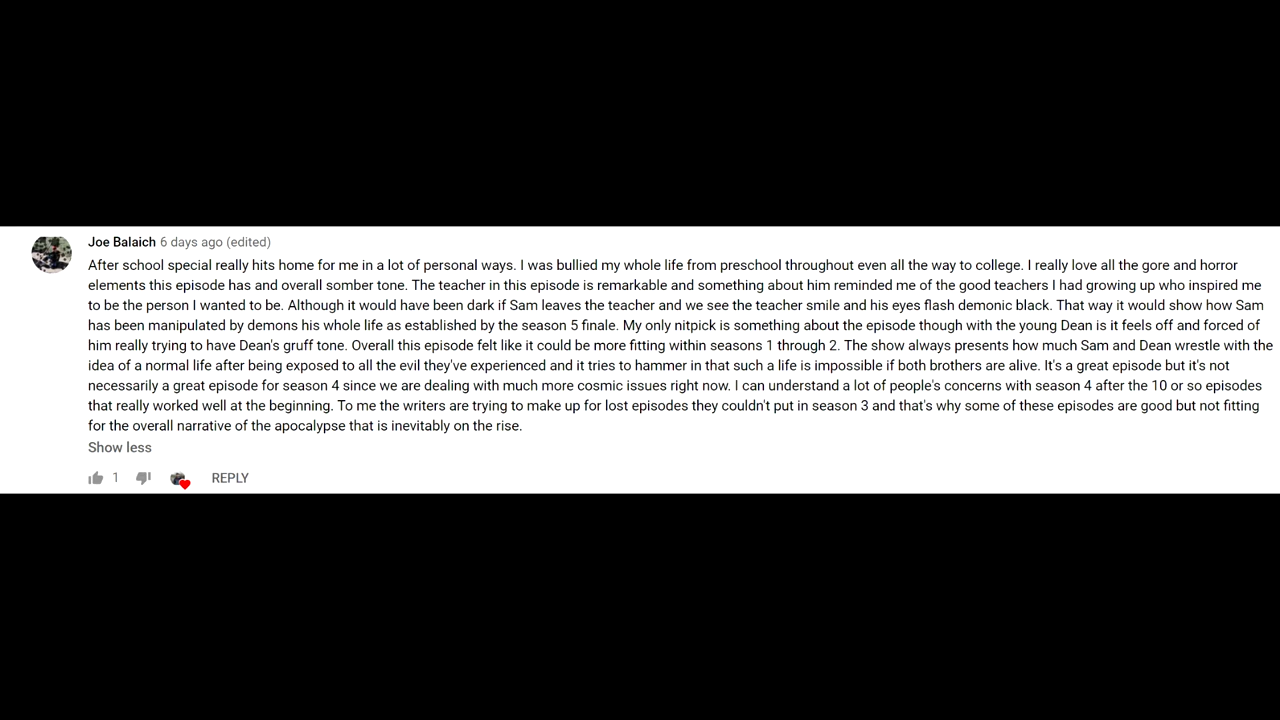 Joe Balaich 6 days ago (edited)
After school special really hits home for me in a lot of personal ways. I was bullied my whole life from preschool throughout even all the way to college. I really love all the gore and horror
elements this episode has and overall somber tone. The teacher in this episode is remarkable and something about him reminded me of the good teachers I had growing up who inspired me
to be the person I wanted to be. Although it would have been dark if Sam leaves the teacher and we see the teacher smile and his eyes flash demonic black. That way it would show how Sam
has been manipulated by demons his whole life as established by the season 5 finale. My only nitpick is something about the episode though with the young Dean is it feels off and forced of
him really trying to have Dean's gruff tone. Overall this episode felt like it could be more fitting within seasons 1 through 2. The show always presents how much Sam and Dean wrestle with the
idea of a normal life after being exposed to all the evil they've experienced and it tries to hammer in that such a life is impossible if both brothers are alive. It's a great episode but it's not
necessarily a great episode for season 4 since we are dealing with much more cosmic issues right now. I can understand a lot of people's concerns with season 4 after the 10 or so episodes
that really worked well at the beginning. To me the writers are trying to make up for lost episodes they couldn't put in season 3 and that's why some of these episodes are good but not fitting
for the overall narrative of the apocalypse that is inevitably on the rise.
Show less
1 REPLY